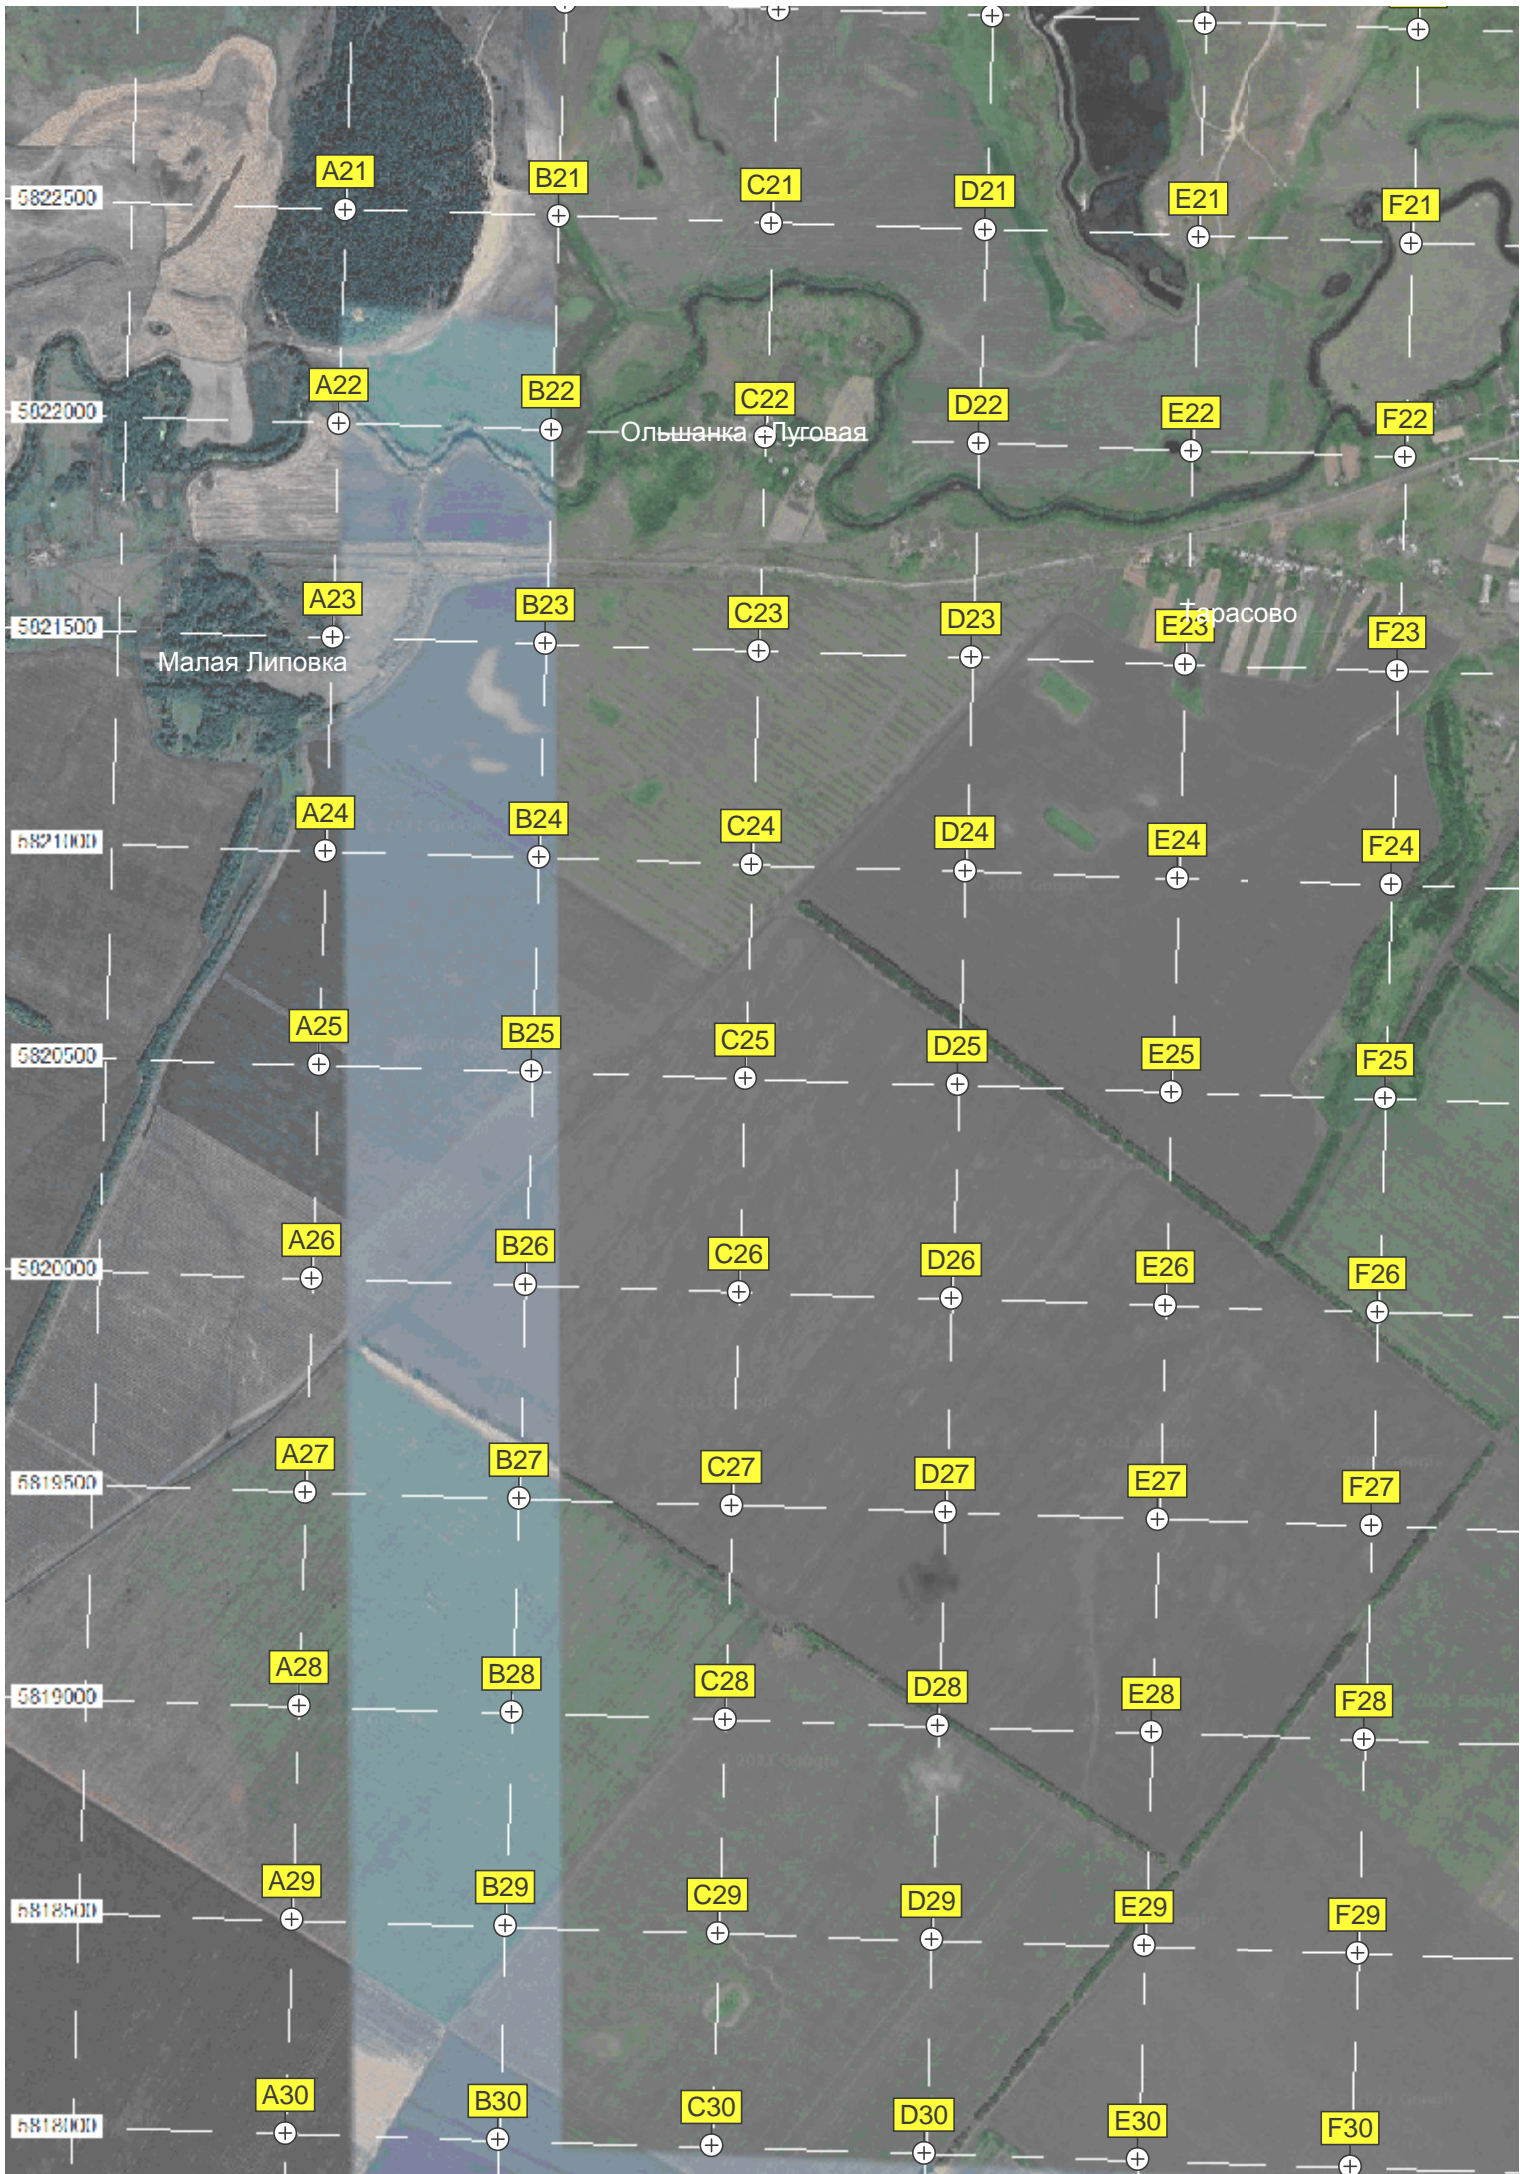 A21 B21 C21 D21 E21 F21
5822500
A22 B22 C22 D22 E22 F22
5822000
Ольшанка Луговая
A23 B23 C23 D23 E23 F23
Тарасово
5821500
Малая Липовка
A24 B24 C24 D24 E24 F24
5821000
A25 B25 C25 D25 E25 F25
5820500
A26 B26 C26 D26 E26 F26
5820000
A27 B27 C27 D27 E27 F27
5819500
A28 B28 C28 D28 E28 F28
5819000
A29 B29 C29 D29 E29 F29
5818500
A30 B30 C30 D30 E30 F30
5818000